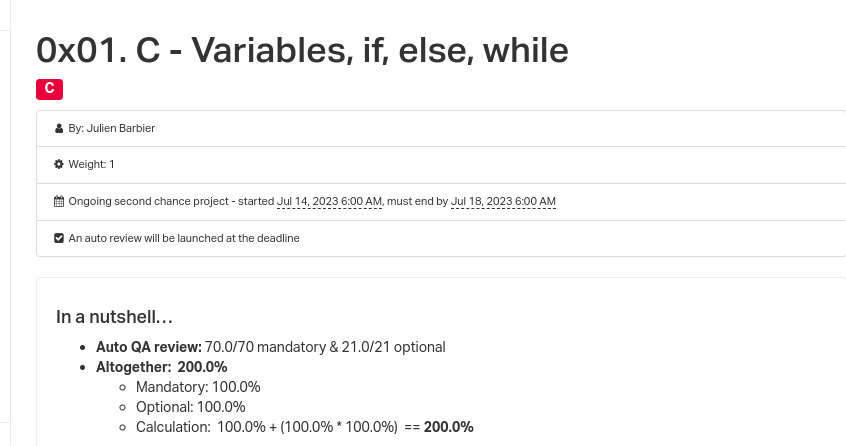 0x01. C - Variables, if, else, while
C
By: Julien Barbier
Weight: 1
Ongoing second chance project - started Jul 14, 2023 6:00 AM, must end by Jul 18, 2023 6:00 AM
An auto review will be launched at the deadline
In a nutshell…
Auto QA review: 70.0/70 mandatory & 21.0/21 optional
Altogether: 200.0%
Mandatory: 100.0%
Optional: 100.0%
Calculation: 100.0% + (100.0% * 100.0%) == 200.0%